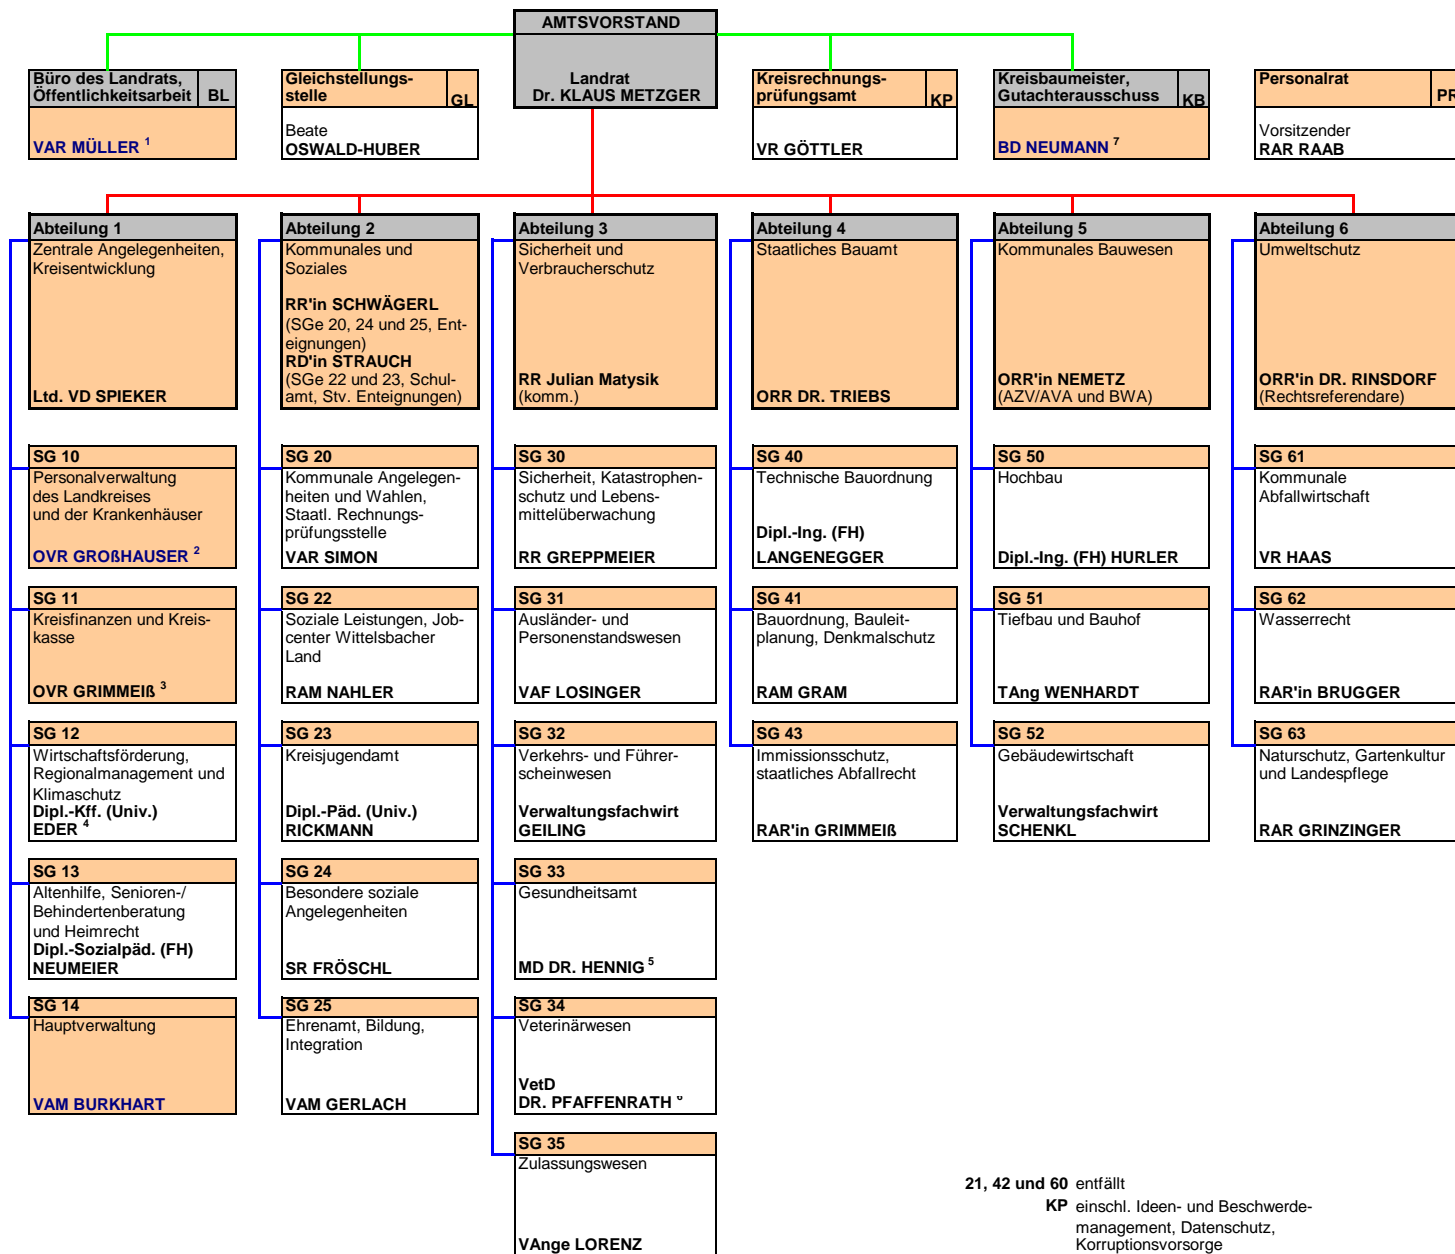 AMTSVORSTAND
Landrat
Dr. KLAUS METZGER
Büro des Landrats,
Öffentlichkeitsarbeit BL
VAR MÜLLER 1
Gleichstellungs-
stelle GL
Beate
OSWALD-HUBER
Kreisrechnungs-
prüfungsamt KP
VR GÖTTLER
Kreisbaumeister,
Gutachterausschuss KB
BD NEUMANN 7
Personalrat PR
Vorsitzender
RAR RAAB
Abteilung 1
Zentrale Angelegenheiten,
Kreisentwicklung
Ltd. VD SPIEKER
Abteilung 2
Kommunales und
Soziales
RR'in SCHWÄGERL
(SGe 20, 24 und 25, Ent-
eignungen)
RD'in STRAUCH
(SGe 22 und 23, Schul-
amt, Stv. Enteignungen)
Abteilung 3
Sicherheit und
Verbraucherschutz
RR Julian Matysik
(komm.)
Abteilung 4
Staatliches Bauamt
ORR DR. TRIEBS
Abteilung 5
Kommunales Bauwesen
ORR'in NEMETZ
(AZV/AVA und BWA)
Abteilung 6
Umweltschutz
ORR'in DR. RINSDORF
(Rechtsreferendare)
SG 10
Personalverwaltung
des Landkreises
und der Krankenhäuser
OVR GROßHAUSER 2
SG 20
Kommunale Angelegen-
heiten und Wahlen,
Staatl. Rechnungs-
prüfungsstelle
VAR SIMON
SG 30
Sicherheit, Katastrophen-
schutz und Lebens-
mittelüberwachung
RR GREPPMEIER
SG 40
Technische Bauordnung
Dipl.-Ing. (FH)
LANGENEGGER
SG 50
Hochbau
Dipl.-Ing. (FH) HURLER
SG 61
Kommunale
Abfallwirtschaft
VR HAAS
SG 11
Kreisfinanzen und Kreis-
kasse
OVR GRIMMEIß 3
SG 22
Soziale Leistungen, Job-
center Wittelsbacher
Land
RAM NAHLER
SG 31
Ausländer- und
Personenstandswesen
VAF LOSINGER
SG 41
Bauordnung, Bauleit-
planung, Denkmalschutz
RAM GRAM
SG 51
Tiefbau und Bauhof
TAng WENHARDT
SG 62
Wasserrecht
RAR'in BRUGGER
SG 12
Wirtschaftsförderung,
Regionalmanagement und
Klimaschutz
Dipl.-Kff. (Univ.)
EDER 4
SG 23
Kreisjugendamt
Dipl.-Päd. (Univ.)
RICKMANN
SG 32
Verkehrs- und Führer-
scheinwesen
Verwaltungsfachwirt
GEILING
SG 43
Immissionsschutz,
staatliches Abfallrecht
RAR'in GRIMMEIß
SG 52
Gebäudewirtschaft
Verwaltungsfachwirt
SCHENKL
SG 63
Naturschutz, Gartenkultur
und Landespflege
RAR GRINZINGER
SG 13
Altenhilfe, Senioren-/
Behindertenberatung
und Heimrecht
Dipl.-Sozialpäd. (FH)
NEUMEIER
SG 24
Besondere soziale
Angelegenheiten
SR FRÖSCHL
SG 33
Gesundheitsamt
MD DR. HENNIG 5
SG 14
Hauptverwaltung
VAM BURKHART
SG 25
Ehrenamt, Bildung,
Integration
VAM GERLACH
SG 34
Veterinärwesen
VetD
DR. PFAFFENRATH
SG 35
Zulassungswesen
VAnge LORENZ
21, 42 und 60 entfällt
KP einschl. Ideen- und Beschwerde-
management, Datenschutz,
Korruptionsvorsorge